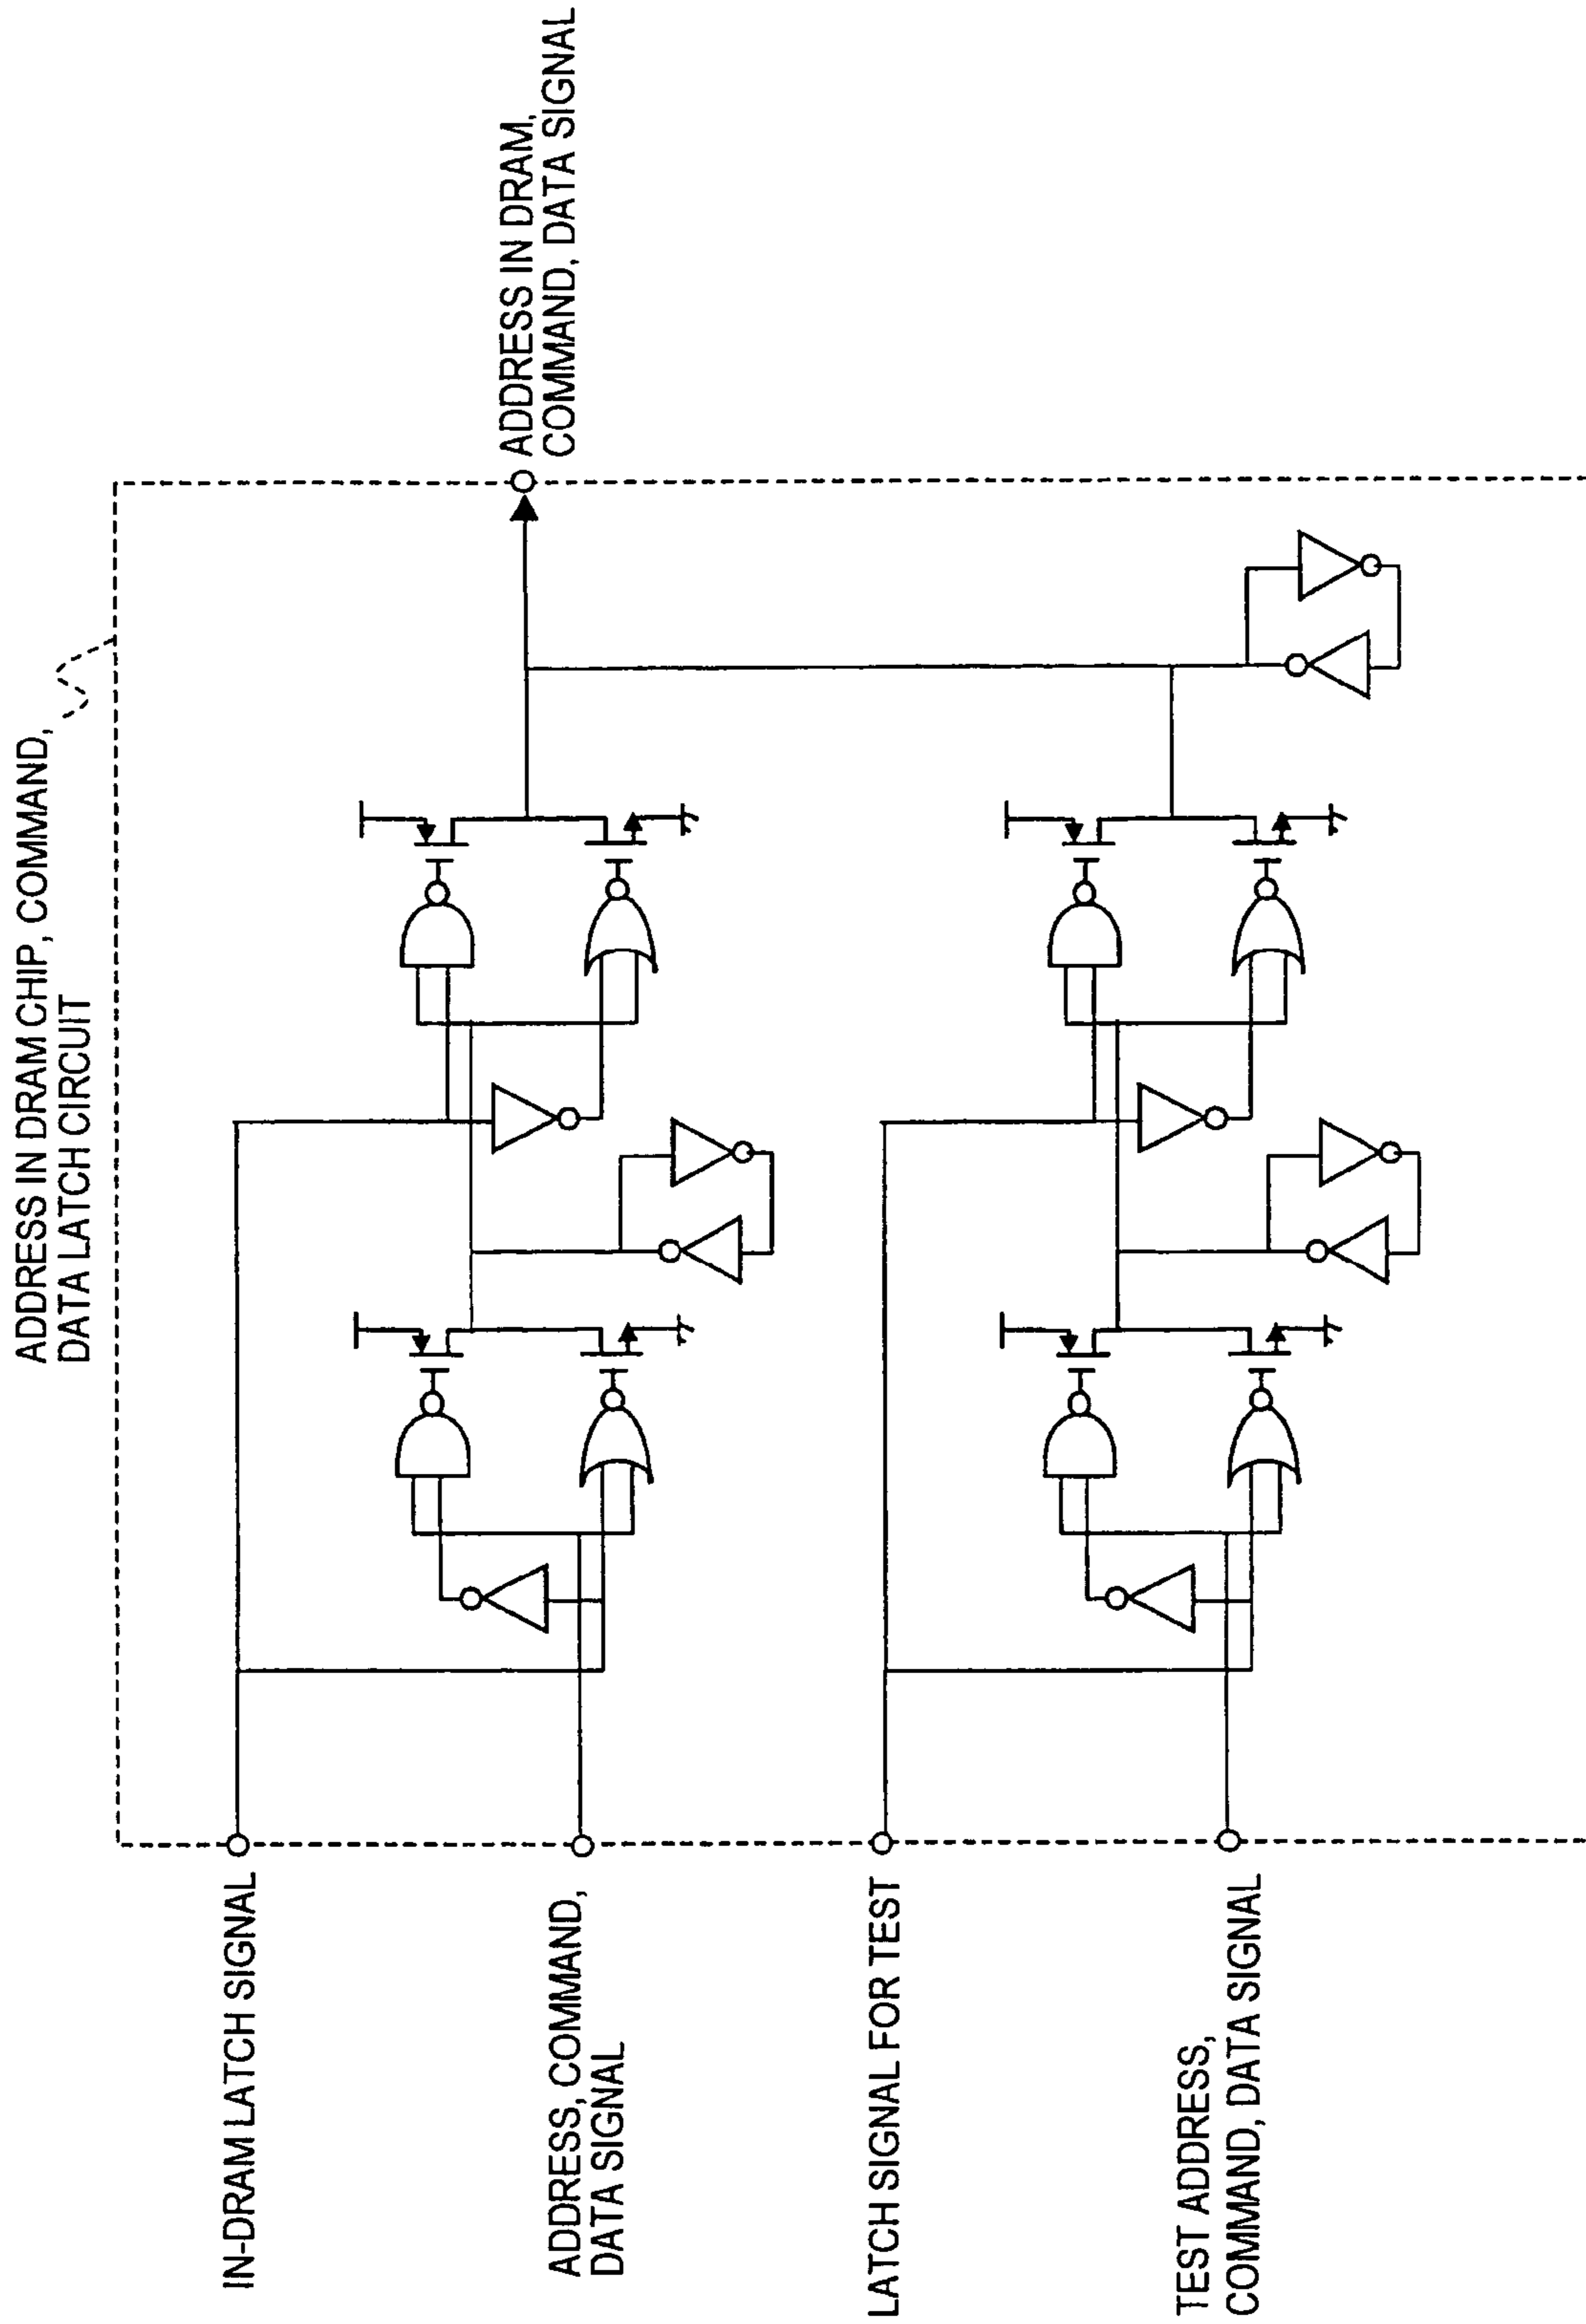 ADDRESS IN DRAM CHIP, COMMAND,
DATA LATCH CIRCUIT
IN-DRAM LATCH SIGNAL
ADDRESS, COMMAND,
DATA SIGNAL
LATCH SIGNAL FOR TEST
TEST ADDRESS,
COMMAND, DATA SIGNAL
ADDRESS IN DRAM,
COMMAND, DATA SIGNAL